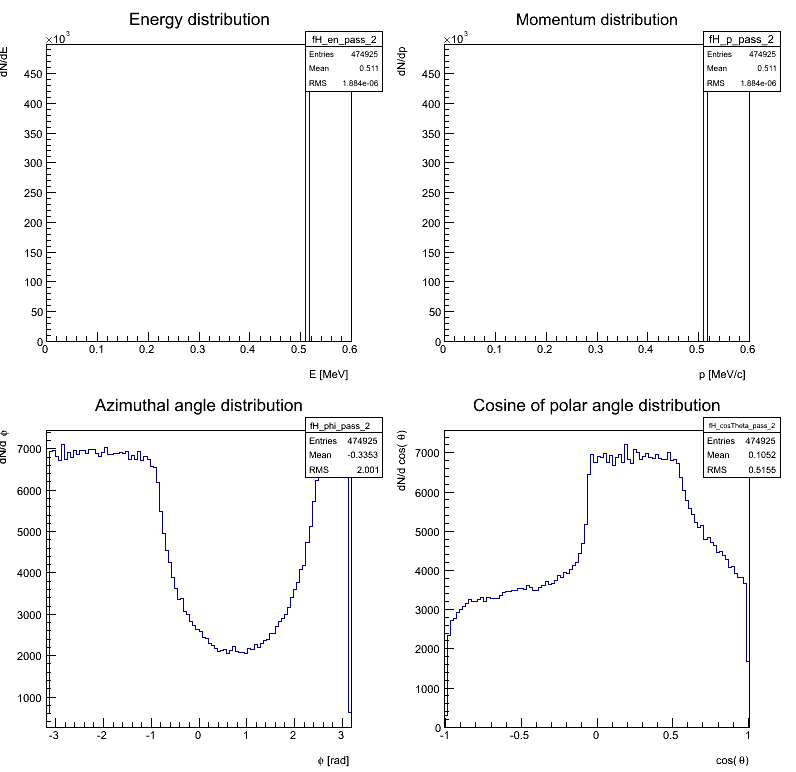 Energy distribution
×10³
dN/dE
fH_en_pass_2
Entries 474925
Mean 0.511
RMS 1.884e-06
450
400
350
300
250
200
150
100
50
0
0 0.1 0.2 0.3 0.4 0.5 0.6
E [MeV]
Momentum distribution
×10³
dN/dp
fH_p_pass_2
Entries 474925
Mean 0.511
RMS 1.884e-06
450
400
350
300
250
200
150
100
50
0
0 0.1 0.2 0.3 0.4 0.5 0.6
p [MeV/c]
Azimuthal angle distribution
dN/d ϕ
fH_phi_pass_2
Entries 474925
Mean -0.3353
RMS 2.001
7000
6000
5000
4000
3000
2000
1000
-3 -2 -1 0 1 2 3
ϕ [rad]
Cosine of polar angle distribution
dN/d cos( θ)
fH_cosTheta_pass_2
Entries 474925
Mean 0.1052
RMS 0.5155
7000
6000
5000
4000
3000
2000
1000
0
-1 -0.5 0 0.5 1
cos( θ)